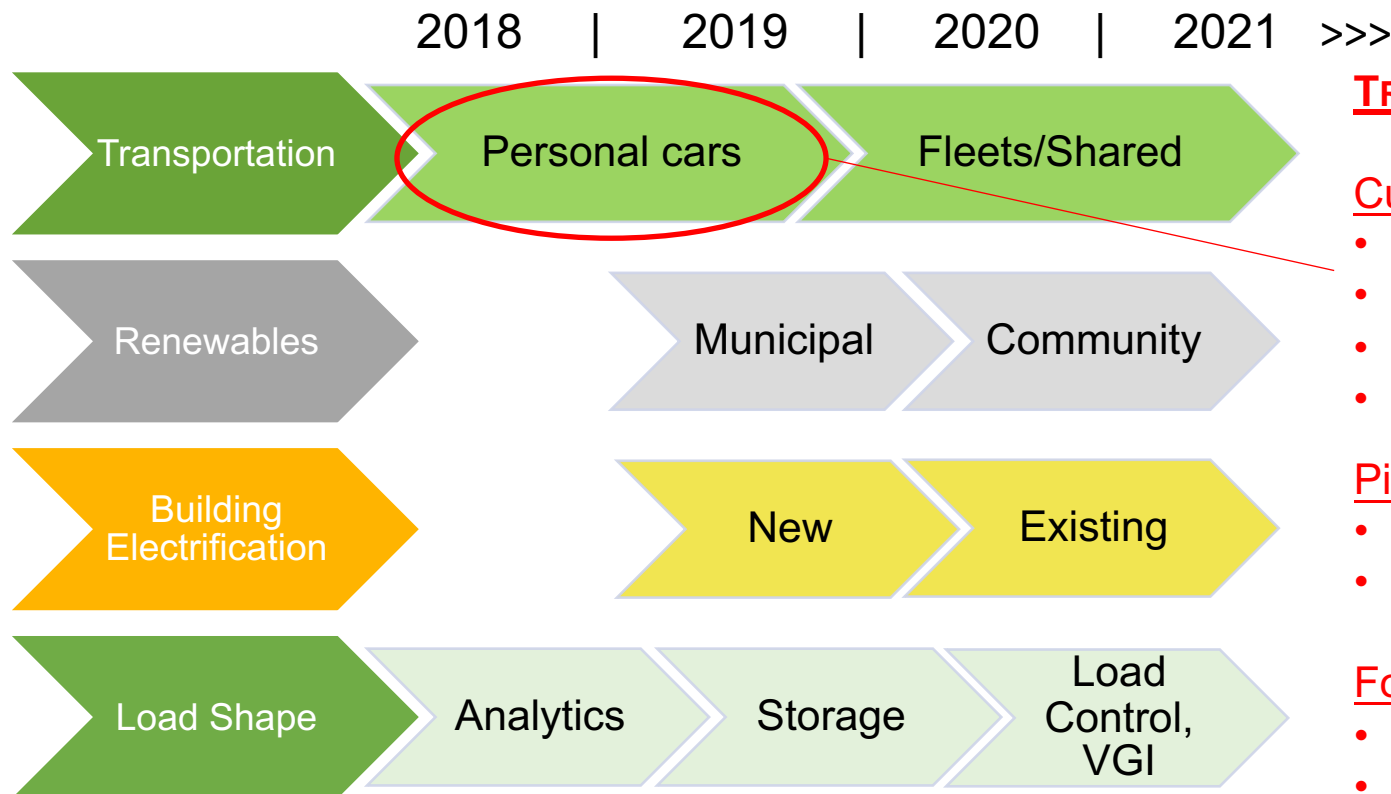 2018 | 2019 | 2020 | 2021 >>>
Transportation
Personal cars
Fleets/Shared
Renewables
Municipal
Community
Building
Electrification
New
Existing
Load Shape
Analytics
Storage
Load
Control,
VGI